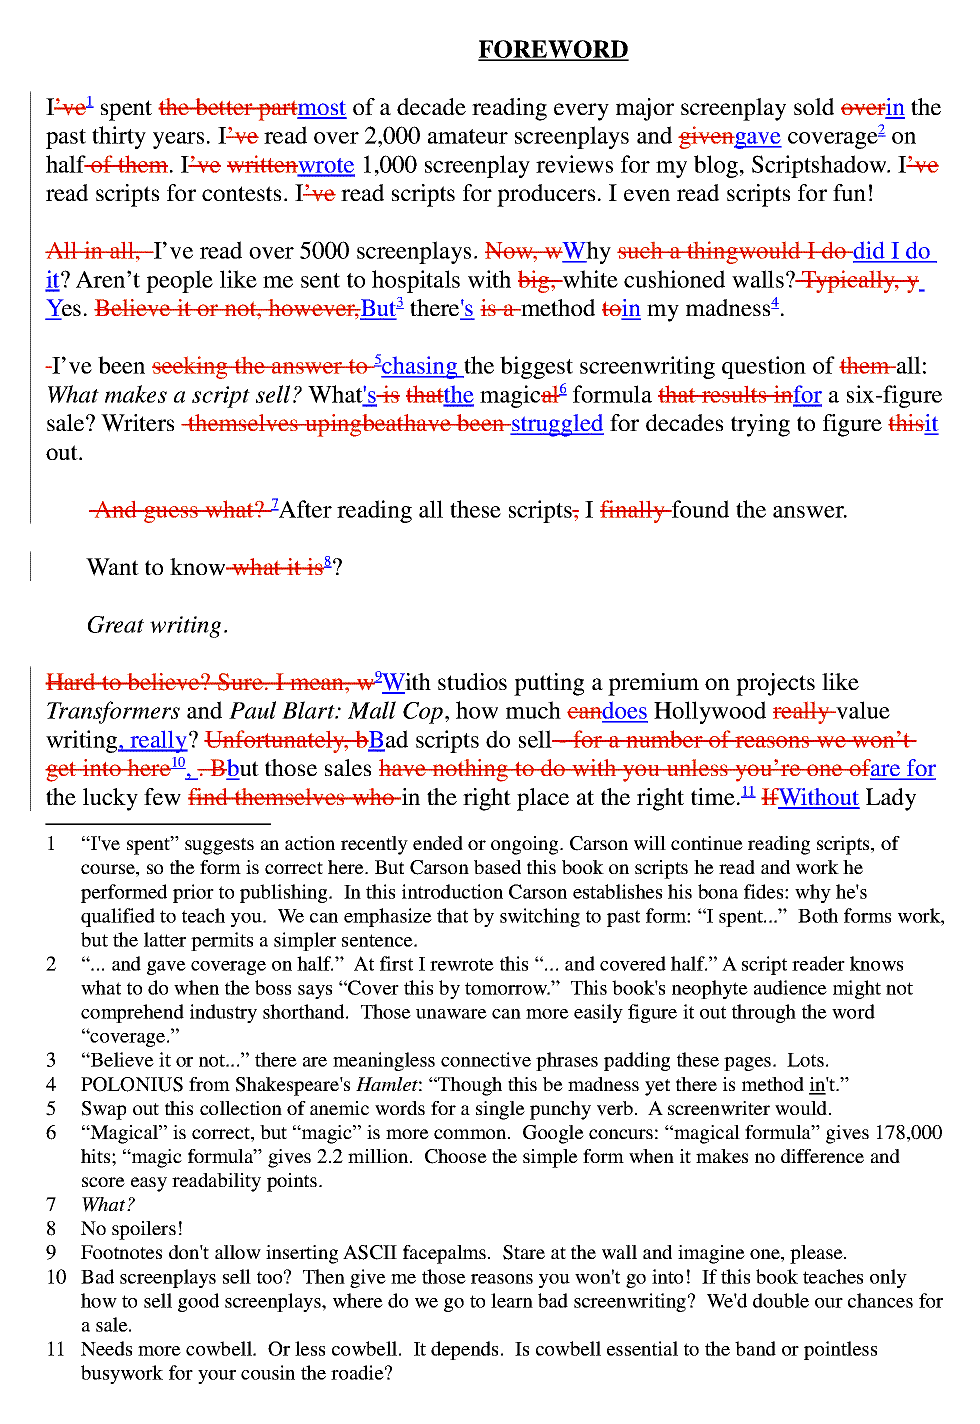 FOREWORD
I’ve1 spent the better partmost of a decade reading every major screenplay sold overin the
past thirty years. I’ve read over 2,000 amateur screenplays and givengave coverage2 on
half of them. I’ve writtenwrote 1,000 screenplay reviews for my blog, Scriptshadow. I’ve
read scripts for contests. I’ve read scripts for producers. I even read scripts for fun!
All in all, I’ve read over 5000 screenplays. Now, wWhy such a thingwould I do did I do
it? Aren’t people like me sent to hospitals with big, white cushioned walls? Typically, y
Yes. Believe it or not, however,But3 there's is a method toin my madness4.
I’ve been seeking the answer to 5chasing the biggest screenwriting question of them all:
What makes a script sell? What's is thatthe magical6 formula that results infor a six-figure
sale? Writers themselves upingbeathave been struggled for decades trying to figure thisit
out.
And guess what? 7After reading all these scripts, I finally found the answer.
Want to know what it is8?
Great writing.
Hard to believe? Sure. I mean, w9With studios putting a premium on projects like
Transformers and Paul Blart: Mall Cop, how much candoes Hollywood really value
writing, really? Unfortunately, bBad scripts do sell – for a number of reasons we won’t
get into here10, . Bbut those sales have nothing to do with you unless you’re one ofare for
the lucky few find themselves who in the right place at the right time.11 IfWithout Lady
1 “I've spent” suggests an action recently ended or ongoing. Carson will continue reading scripts, of
course, so the form is correct here. But Carson based this book on scripts he read and work he
performed prior to publishing. In this introduction Carson establishes his bona fides: why he's
qualified to teach you. We can emphasize that by switching to past form: “I spent...” Both forms work,
but the latter permits a simpler sentence.
2 “... and gave coverage on half.” At first I rewrote this “... and covered half.” A script reader knows
what to do when the boss says “Cover this by tomorrow.” This book's neophyte audience might not
comprehend industry shorthand. Those unaware can more easily figure it out through the word
“coverage.”
3 “Believe it or not...” there are meaningless connective phrases padding these pages. Lots.
4 POLONIUS from Shakespeare's Hamlet: “Though this be madness yet there is method in't.”
5 Swap out this collection of anemic words for a single punchy verb. A screenwriter would.
6 “Magical” is correct, but “magic” is more common. Google concurs: “magical formula” gives 178,000
hits; “magic formula” gives 2.2 million. Choose the simple form when it makes no difference and
score easy readability points.
7 What?
8 No spoilers!
9 Footnotes don't allow inserting ASCII facepalms. Stare at the wall and imagine one, please.
10 Bad screenplays sell too? Then give me those reasons you won't go into! If this book teaches only
how to sell good screenplays, where do we go to learn bad screenwriting? We'd double our chances for
a sale.
11 Needs more cowbell. Or less cowbell. It depends. Is cowbell essential to the band or pointless
busywork for your cousin the roadie?